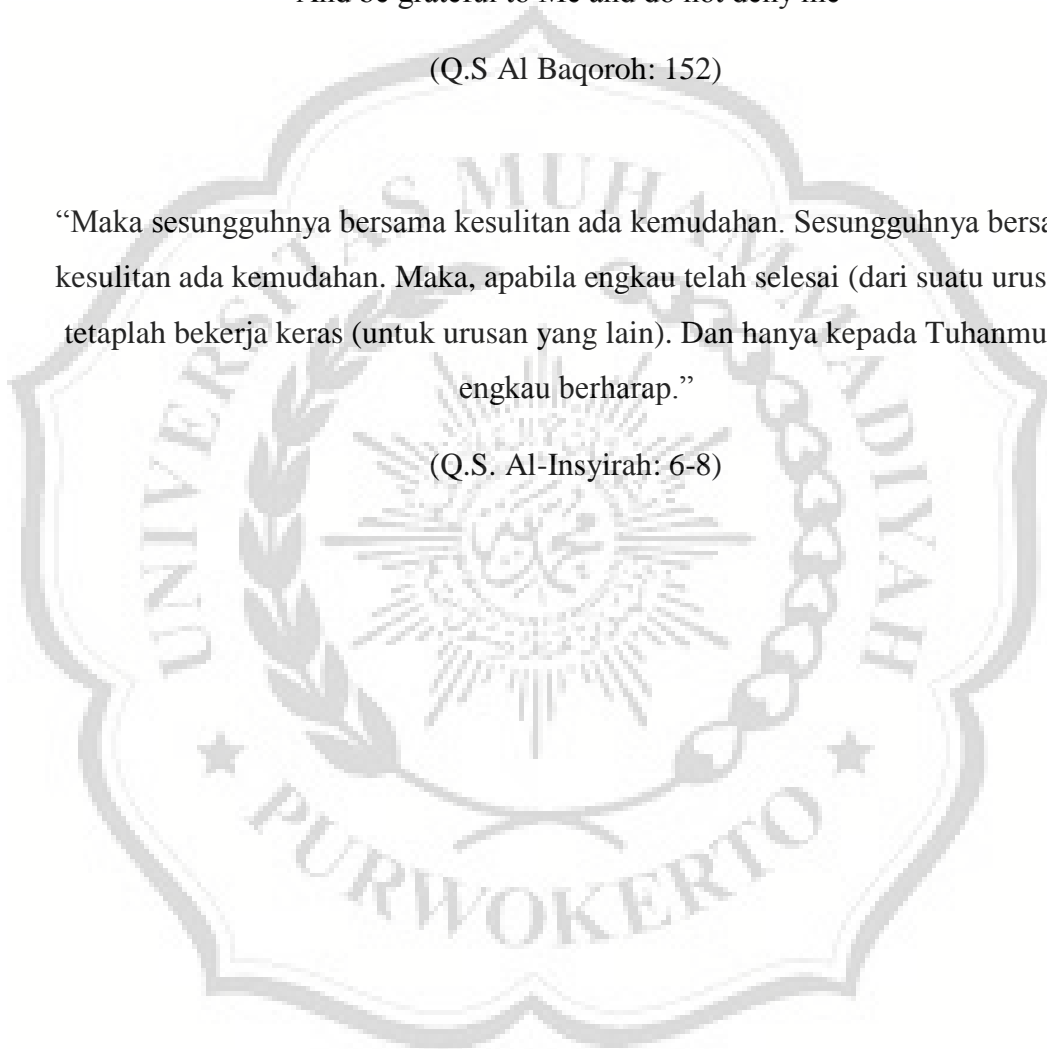 And be grateful to Me and do not deny me
(Q.S Al Baqoroh: 152)
“Maka sesungguhnya bersama kesulitan ada kemudahan. Sesungguhnya
kesulitan ada kemudahan. Maka, apabila engkau telah selesai (dari suatu
tetaplah bekerja keras (untuk urusan yang lain). Dan hanya kepada Tuhanmu
engkau berharap.”
(Q.S. Al-Insyirah: 6-8)
UNIVERSITAS MUHAMMADIYAH
PURWOKERTO